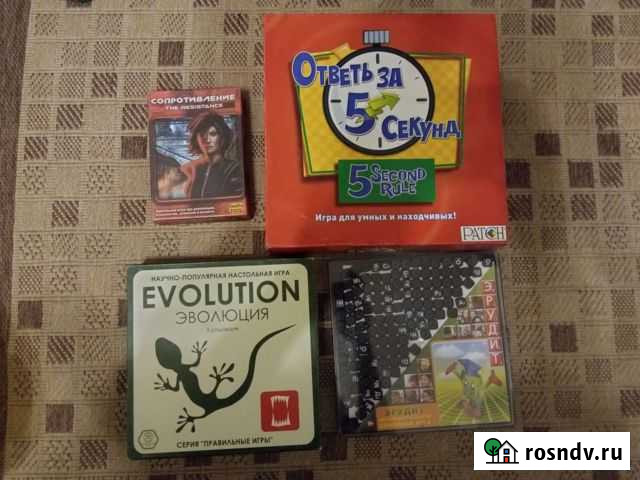 СОПРОТИВЛЕНИЕ
THE RESISTANCE
ОТВЕТЬ ЗА
5
СЕКУНД
5 SECOND
RULE
Игра для умных и находчивых!
PATCH
НАУЧНО-ПОПУЛЯРНАЯ НАСТОЛЬНАЯ ИГРА
EVOLUTION
ЭВОЛЮЦИЯ
СЕРИЯ "ПРАВИЛЬНЫЕ ИГРЫ"
ЭРУДИТ
ЭРУДИТ
rosndv.ru